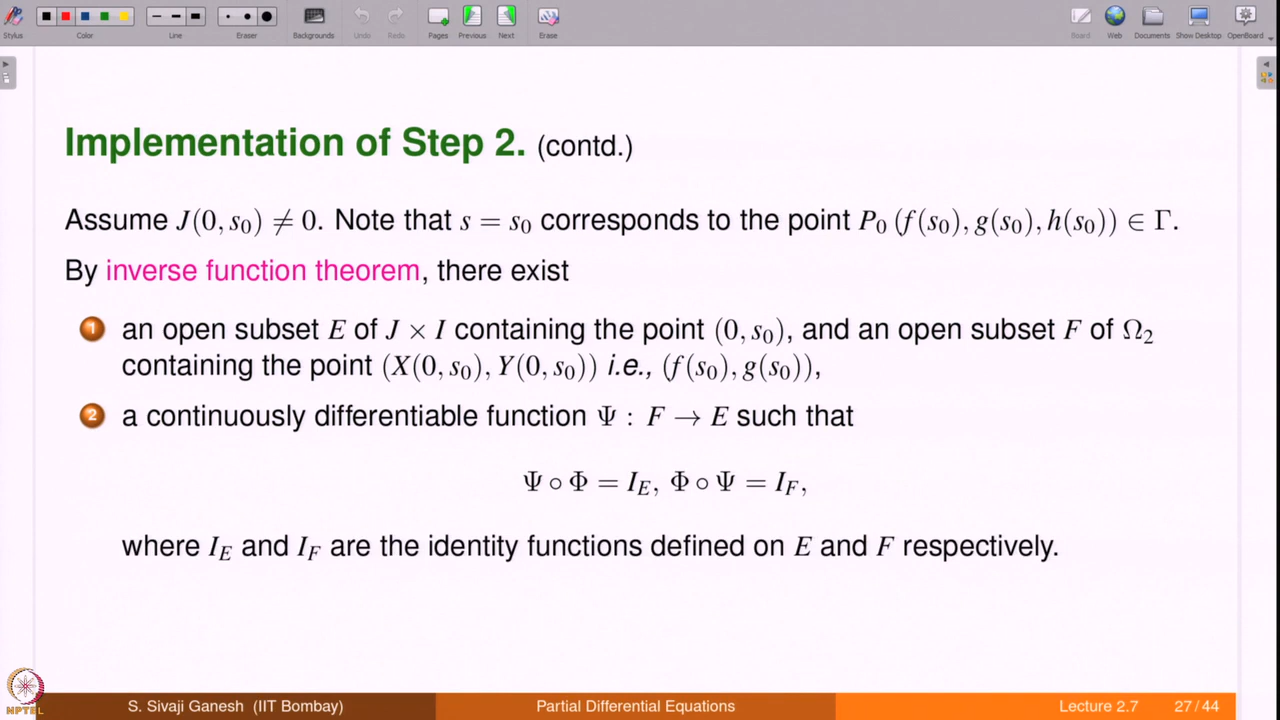 Stylus Color Line Eraser Backgrounds Undo Redo Pages Previous Next Erase Board Web Documents Show Desktop OpenBoard
Implementation of Step 2. (contd.)
Assume J(0, s₀) ≠ 0. Note that s = s₀ corresponds to the point P₀ (f(s₀), g(s₀), h(s₀)) ∈ Γ.
By inverse function theorem, there exist
1 an open subset E of J × I containing the point (0, s₀), and an open subset F of Ω₂
containing the point (X(0, s₀), Y(0, s₀)) i.e., (f(s₀), g(s₀)),
2 a continuously differentiable function Ψ : F → E such that
Ψ ∘ Φ = I_E, Φ ∘ Ψ = I_F,
where I_E and I_F are the identity functions defined on E and F respectively.
NPTEL
S. Sivaji Ganesh (IIT Bombay) Partial Differential Equations Lecture 2.7 27/44